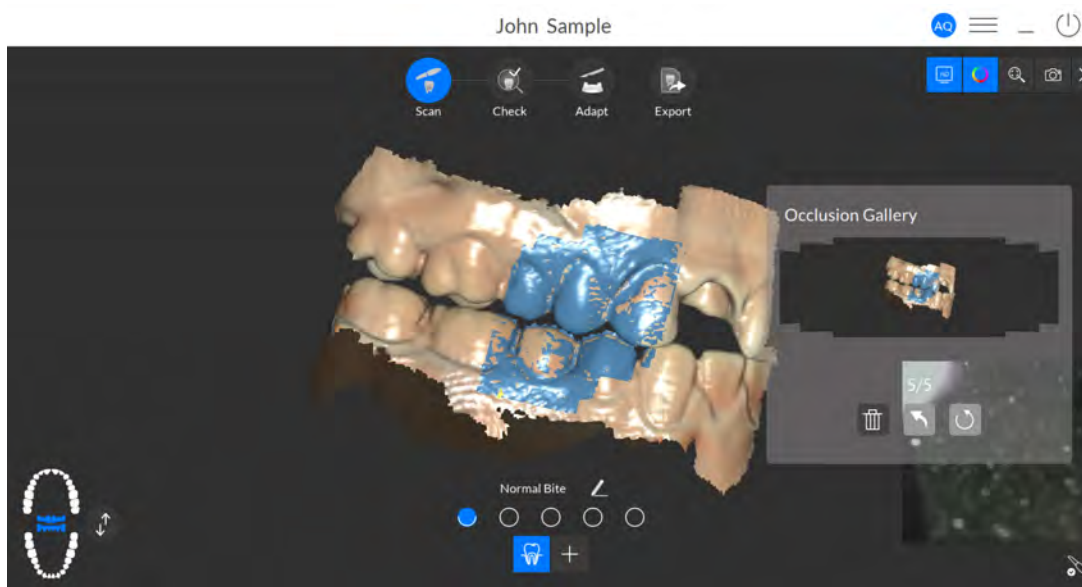 John Sample
AQ
Scan
Check
Adapt
Export
Occlusion Gallery
5/5
Normal Bite